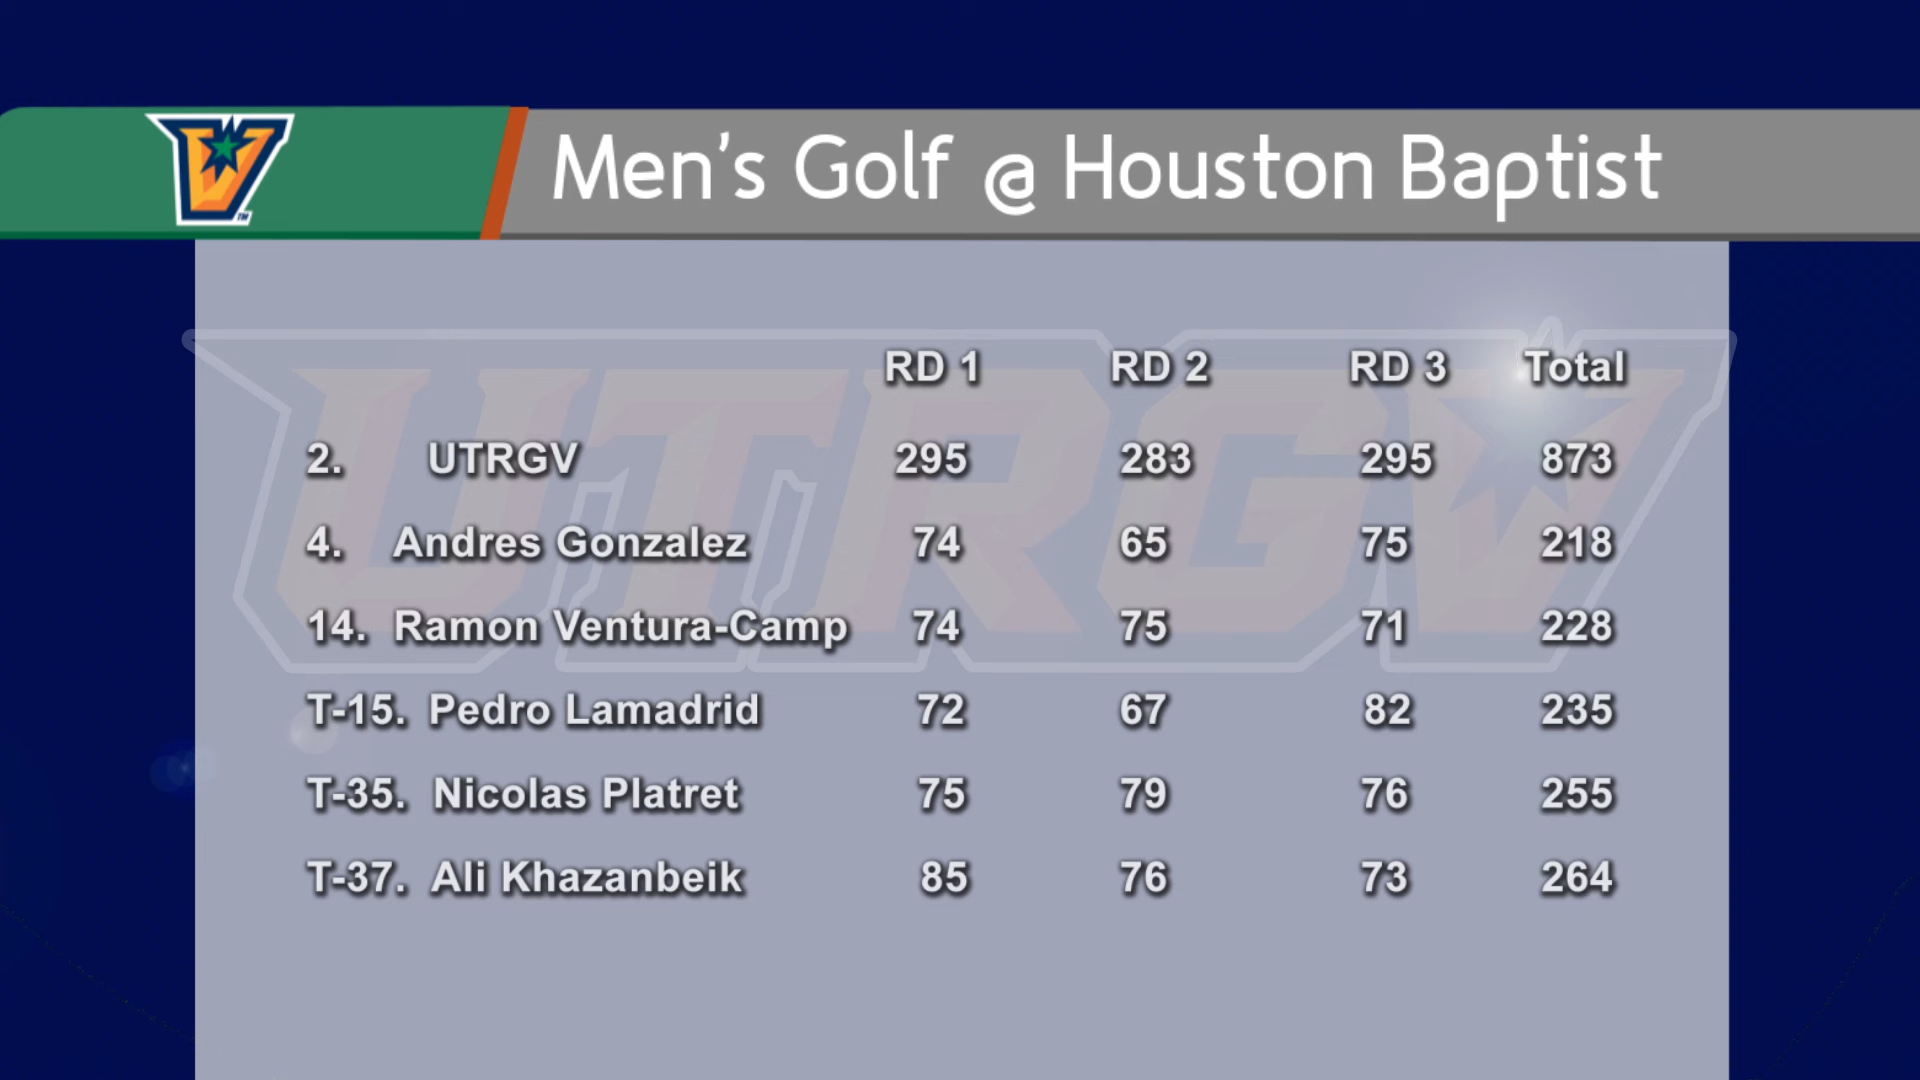 Men's Golf @ Houston Baptist
RD 1 RD 2 RD 3 Total
2. UTRGV 295 283 295 873
4. Andres Gonzalez 74 65 75 218
14. Ramon Ventura-Camp 74 75 71 228
T-15. Pedro Lamadrid 72 67 82 235
T-35. Nicolas Platret 75 79 76 255
T-37. Ali Khazanbeik 85 76 73 264
UTRGV